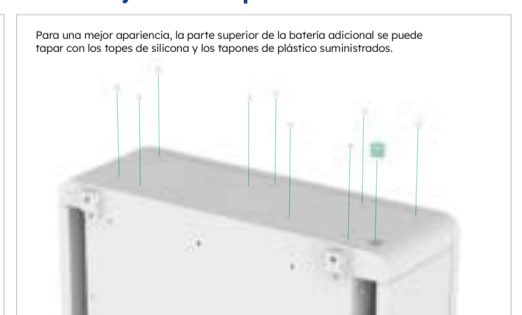 Para una mejor apariencia, la parte superior de la batería adicional se puede
tapar con los topes de silicona y los tapones de plástico suministrados.